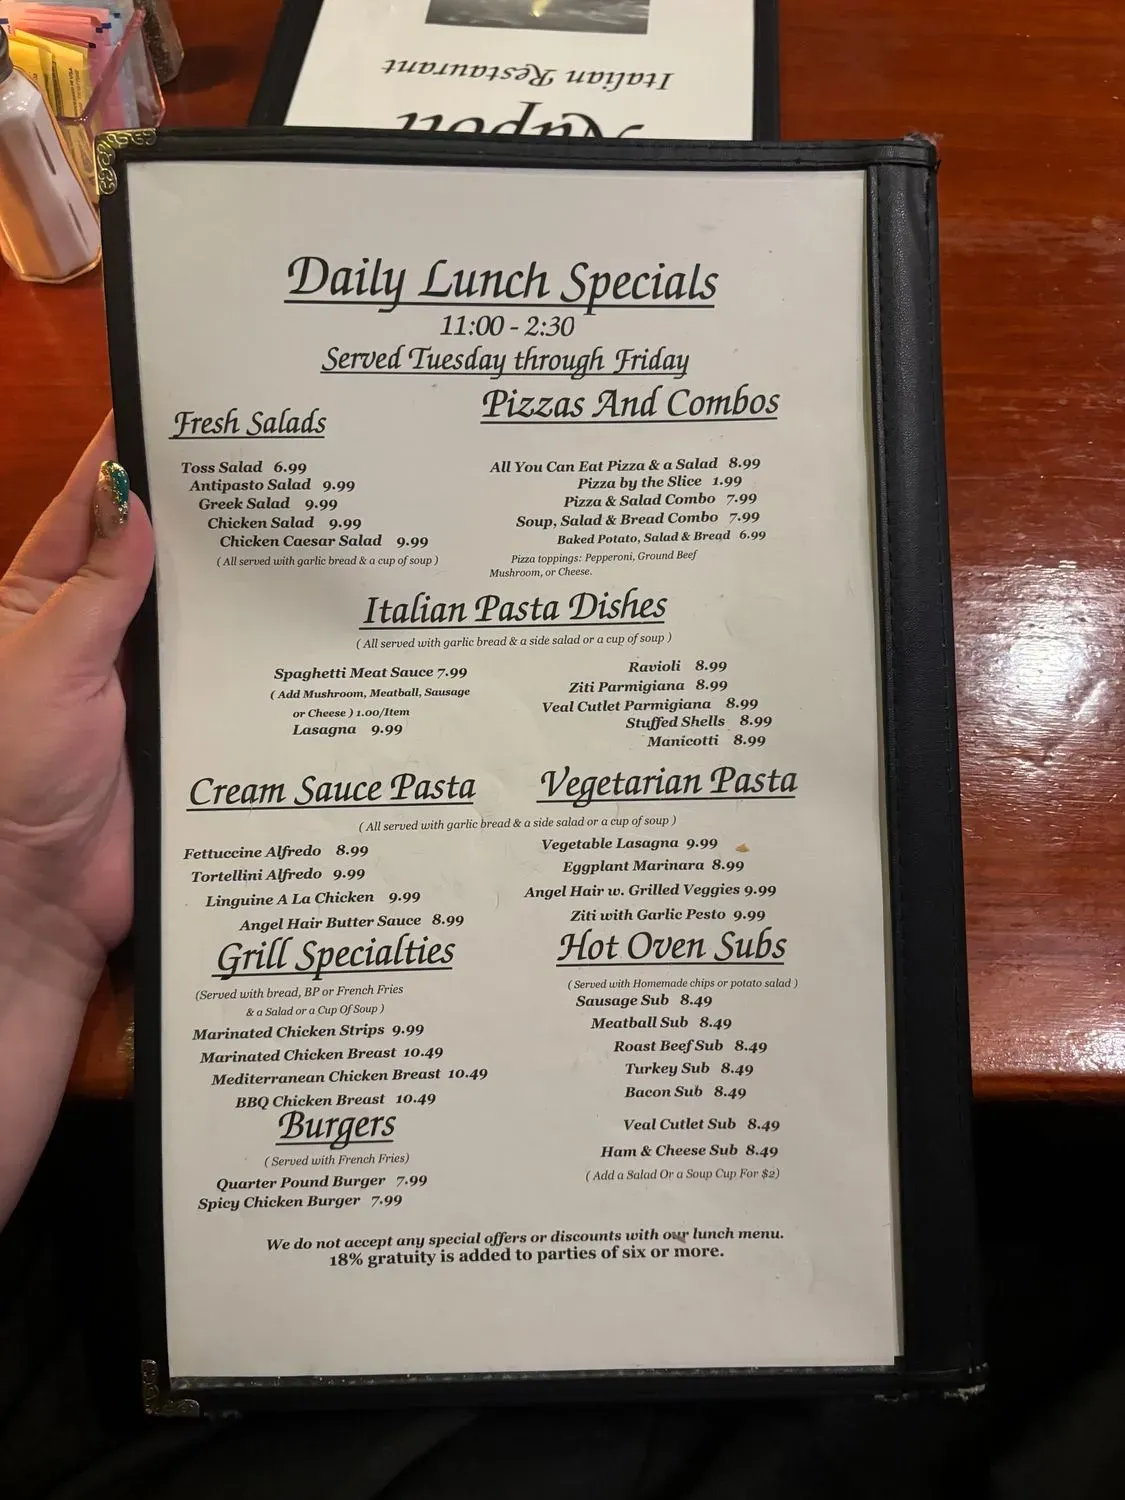 Italian Restaurant
Napoli
Daily Lunch Specials
11:00 - 2:30
Served Tuesday through Friday
Fresh Salads
Toss Salad 6.99
Antipasto Salad 9.99
Greek Salad 9.99
Chicken Salad 9.99
Chicken Caesar Salad 9.99
( All served with garlic bread & a cup of soup )
Pizzas And Combos
All You Can Eat Pizza & a Salad 8.99
Pizza by the Slice 1.99
Pizza & Salad Combo 7.99
Soup, Salad & Bread Combo 7.99
Baked Potato, Salad & Bread 6.99
Pizza toppings: Pepperoni, Ground Beef
Mushroom, or Cheese.
Italian Pasta Dishes
( All served with garlic bread & a side salad or a cup of soup )
Spaghetti Meat Sauce 7.99
( Add Mushroom, Meatball, Sausage
or Cheese ) 1.00/Item
Lasagna 9.99
Ravioli 8.99
Ziti Parmigiana 8.99
Veal Cutlet Parmigiana 8.99
Stuffed Shells 8.99
Manicotti 8.99
Cream Sauce Pasta
Vegetarian Pasta
( All served with garlic bread & a side salad or a cup of soup )
Fettuccine Alfredo 8.99
Tortellini Alfredo 9.99
Linguine A La Chicken 9.99
Angel Hair Butter Sauce 8.99
Vegetable Lasagna 9.99
Eggplant Marinara 8.99
Angel Hair w. Grilled Veggies 9.99
Ziti with Garlic Pesto 9.99
Grill Specialties
(Served with bread, BP or French Fries
& a Salad or a Cup Of Soup )
Marinated Chicken Strips 9.99
Marinated Chicken Breast 10.49
Mediterranean Chicken Breast 10.49
BBQ Chicken Breast 10.49
Burgers
( Served with French Fries)
Quarter Pound Burger 7.99
Spicy Chicken Burger 7.99
Hot Oven Subs
( Served with Homemade chips or potato salad )
Sausage Sub 8.49
Meatball Sub 8.49
Roast Beef Sub 8.49
Turkey Sub 8.49
Bacon Sub 8.49
Veal Cutlet Sub 8.49
Ham & Cheese Sub 8.49
( Add a Salad Or a Soup Cup For $2)
We do not accept any special offers or discounts with our lunch menu.
18% gratuity is added to parties of six or more.